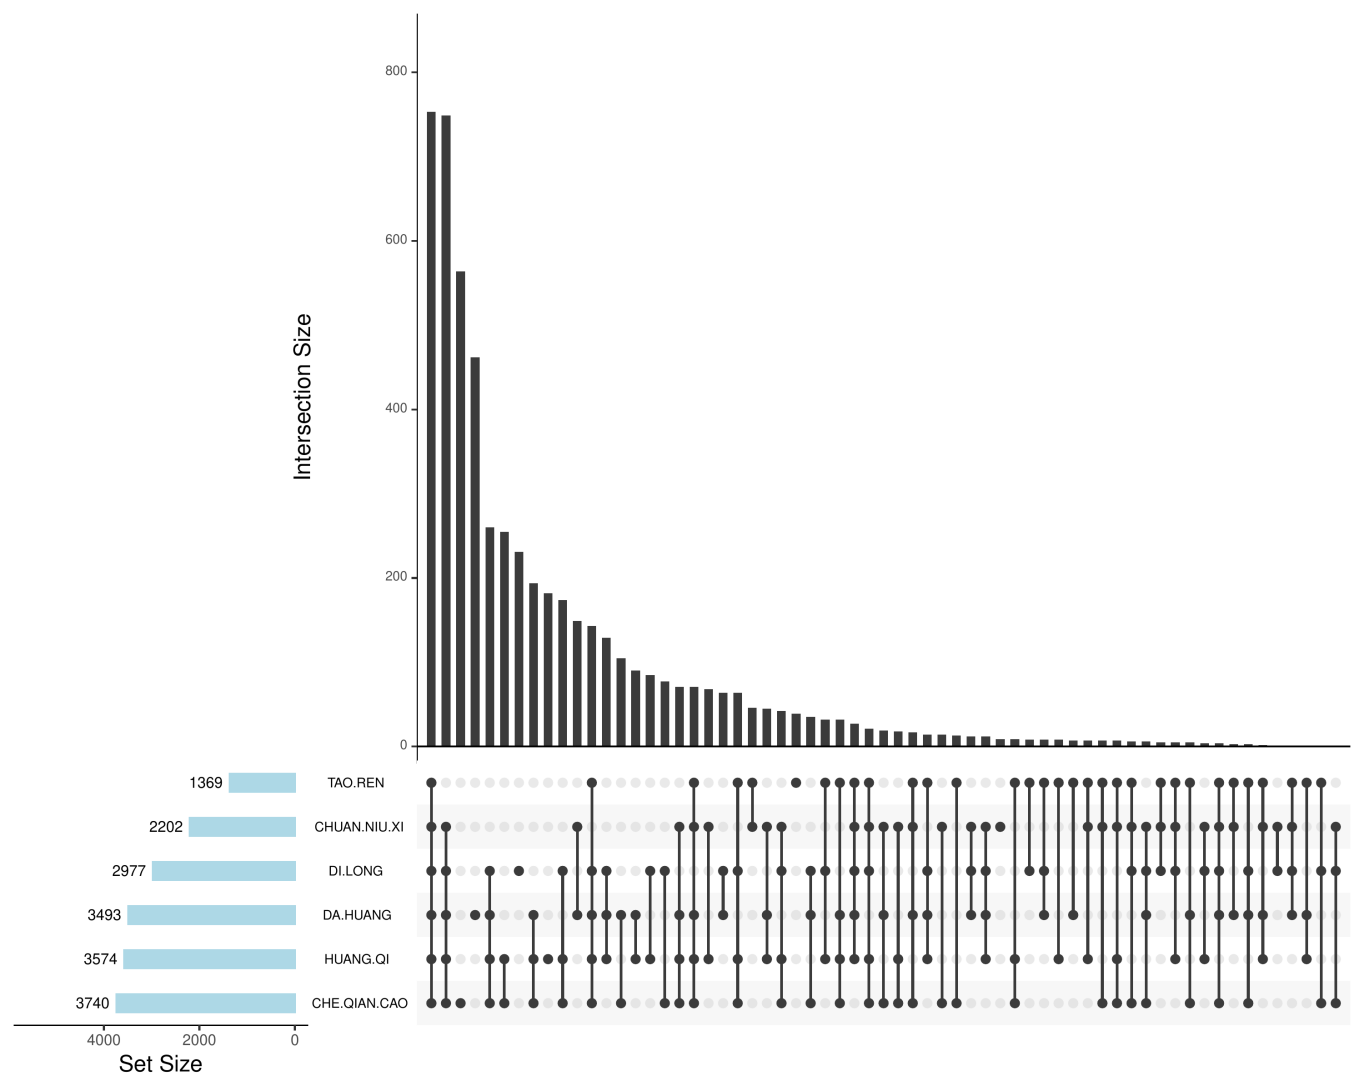 800
600
400
200
0
Intersection Size
1369 TAO.REN
2202 CHUAN.NIU.XI
2977 DI.LONG
3493 DA.HUANG
3574 HUANG.QI
3740 CHE.QIAN.CAO
4000 2000 0
Set Size